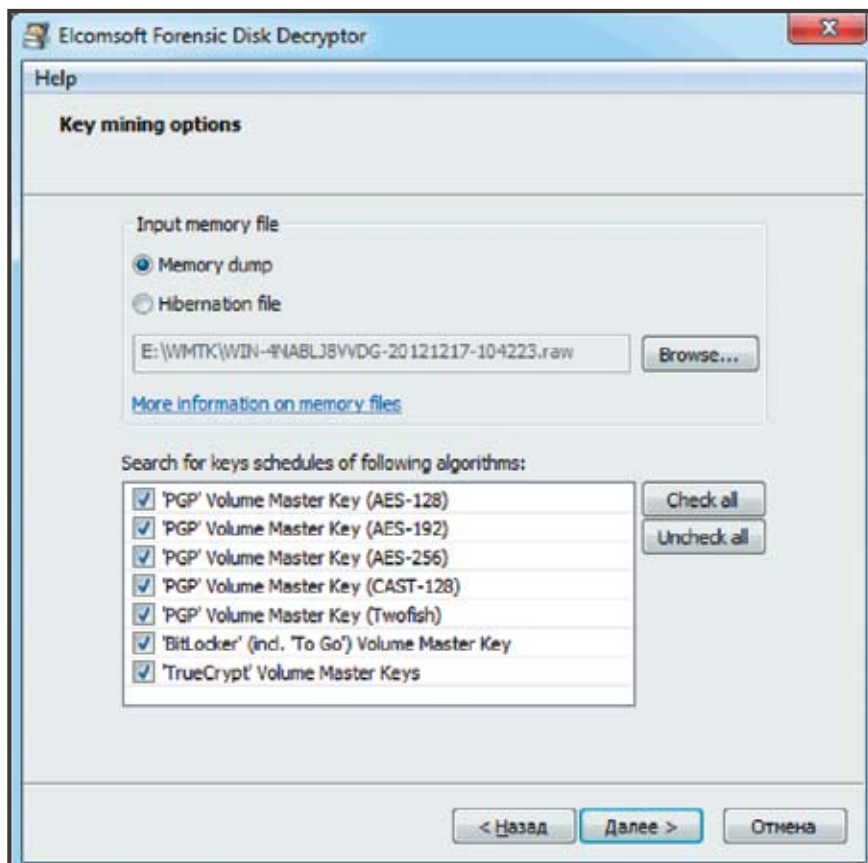 Elcomsoft Forensic Disk Decryptor
Help
Key mining options
Input memory file
Memory dump
Hibernation file
E:\WMTK\WIN-4NABLJ8VVDG-20121217-104223.raw
Browse...
More information on memory files
Search for keys schedules of following algorithms:
'PGP' Volume Master Key (AES-128)
Check all
'PGP' Volume Master Key (AES-192)
Uncheck all
'PGP' Volume Master Key (AES-256)
'PGP' Volume Master Key (CAST-128)
'PGP' Volume Master Key (Twofish)
'BitLocker' (incl. 'To Go') Volume Master Key
'TrueCrypt' Volume Master Keys
< Назад
Далее >
Отмена